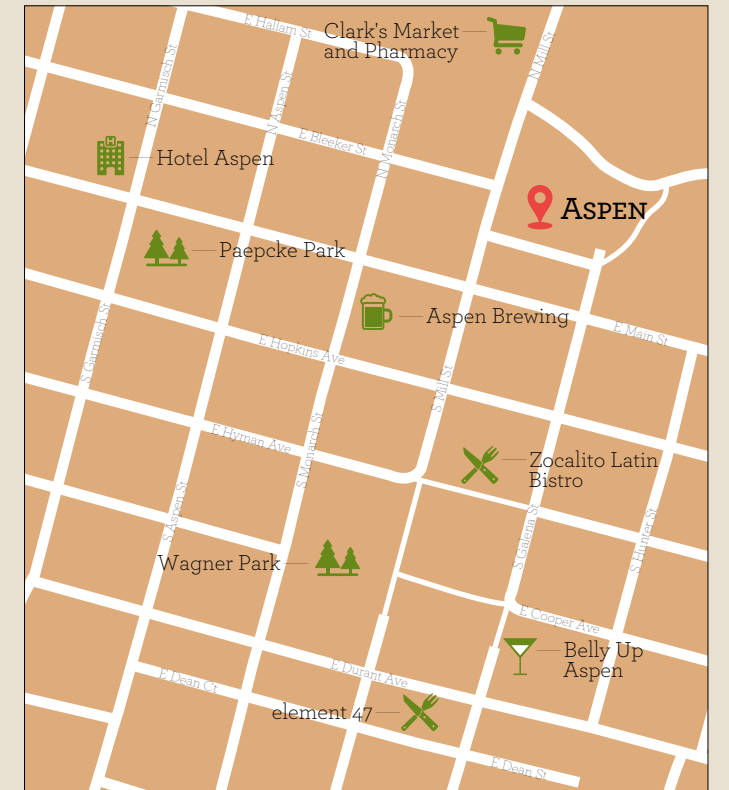 E Hallam St
Clark's Market
and Pharmacy
N Mill St
N Garmisch St
N Aspen St
N Monarch St
E Bleeker St
H
Hotel Aspen
Aspen
Paepcke Park
Aspen Brewing
E Main St
S Garmisch St
E Hopkins Ave
S Mill St
E Hyman Ave
S Monarch St
Zocalito Latin
Bistro
S Aspen St
S Galena St
S Hunter St
Wagner Park
E Cooper Ave
Belly Up
Aspen
E Durant Ave
E Dean Ct
element 47
E Dean St